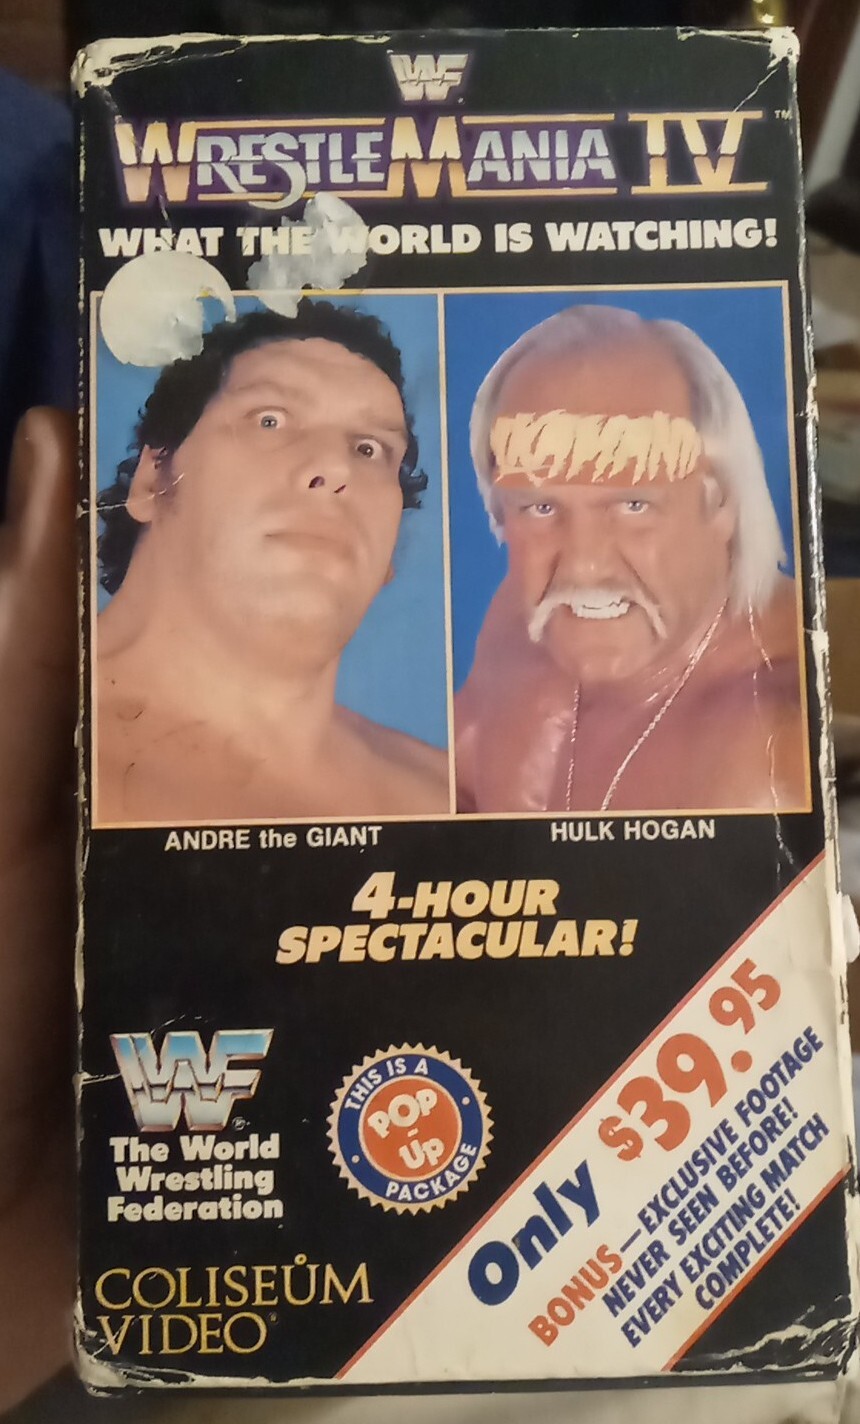 WF
WRESTLEMANIA IV™
WHAT THE WORLD IS WATCHING!
ANDRE the GIANT
HULK HOGAN
4-HOUR
SPECTACULAR!
WF®
The World
Wrestling
Federation
THIS IS A
POP
-
UP
PACKAGE
COLISEUM
VIDEO®
Only $39.95
BONUS—EXCLUSIVE FOOTAGE
NEVER SEEN BEFORE!
EVERY EXCITING MATCH
COMPLETE!